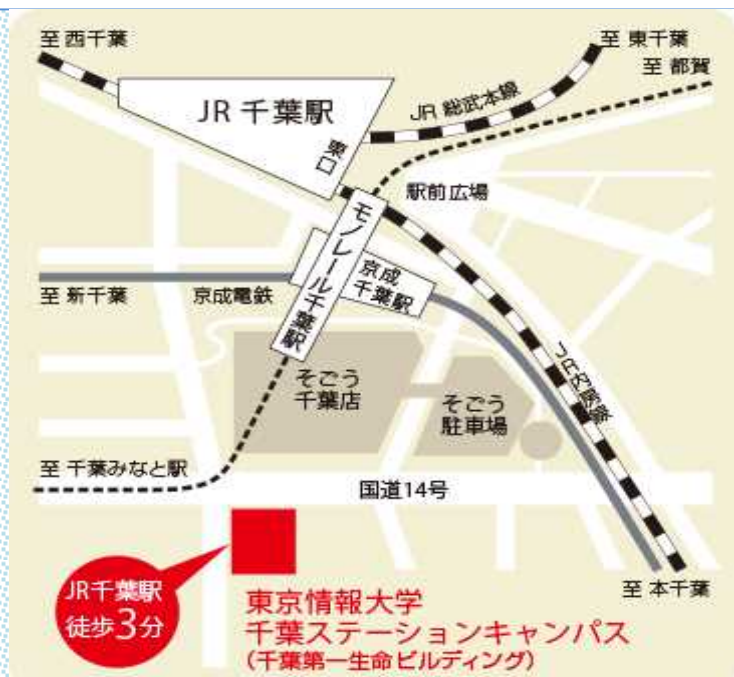 至 西千葉
至 東千葉
至 都賀
JR 千葉駅
JR 総武本線
東口
駅前広場
モノレール千葉駅
京成
千葉駅
至 新千葉
京成電鉄
JR内房線
そごう
千葉店
そごう
駐車場
至 千葉みなと駅
国道14号
JR千葉駅
徒歩3分
至 本千葉
東京情報大学
千葉ステーションキャンパス
(千葉第一生命ビルディング)